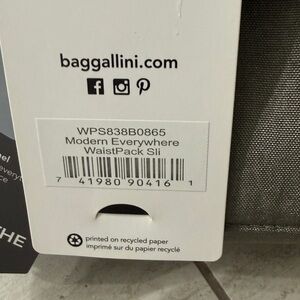 baggallini.com
WPS838B0865
Modern Everywhere
WaistPack Sli
7 41980 90416 1
printed on recycled paper
imprimé sur du papier recyclé